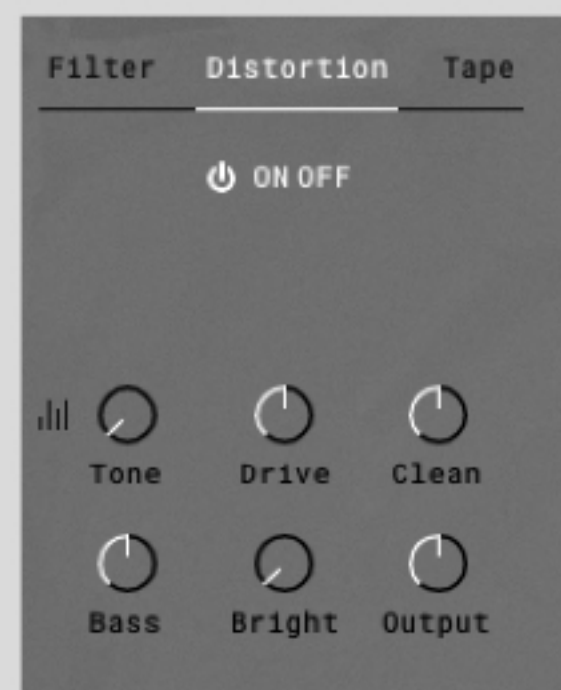 Filter Distortion Tape
ON OFF
Tone Drive Clean
Bass Bright Output